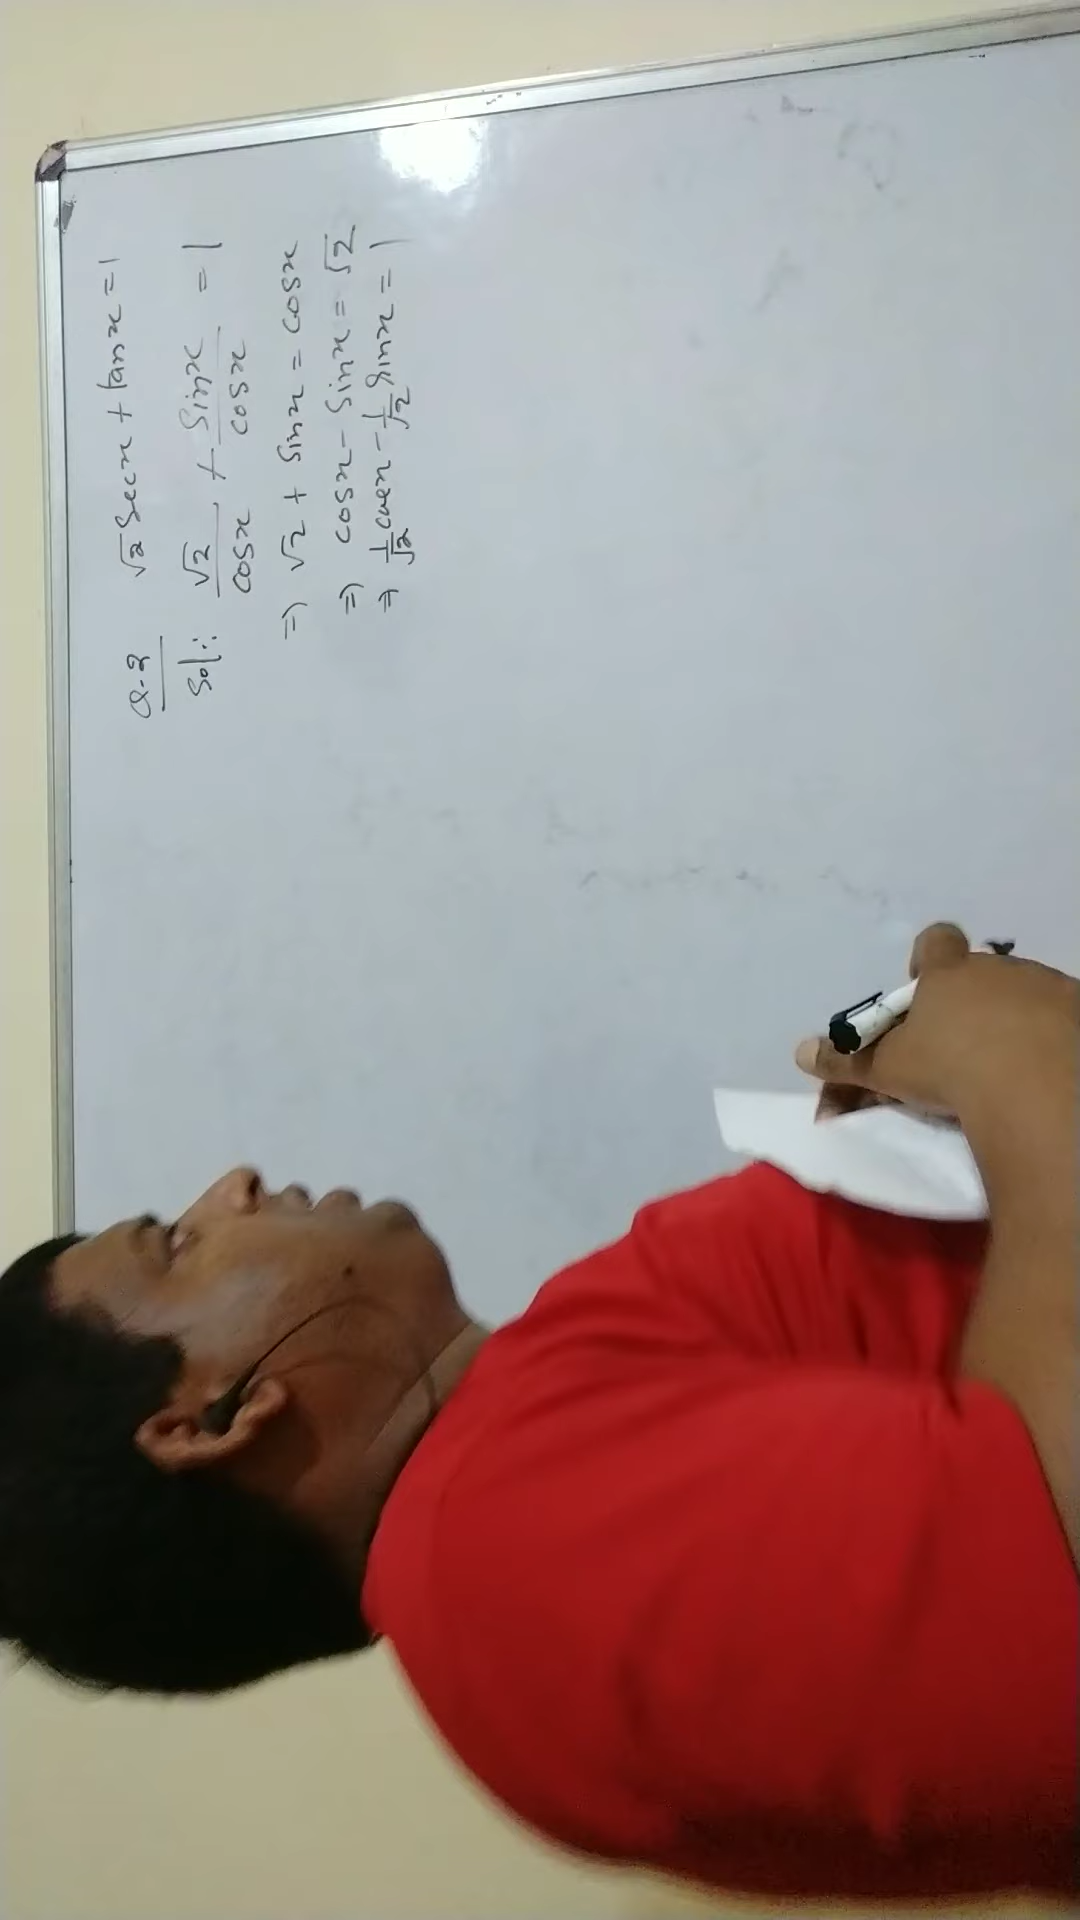 Q-2 √2 secx + tanx = 1
Sol: √2/cosx + sinx/cosx = 1
⇒ √2 + sinx = cosx
⇒ cosx - sinx = √2
⇒ 1/√2 cosx - 1/√2 sinx = 1